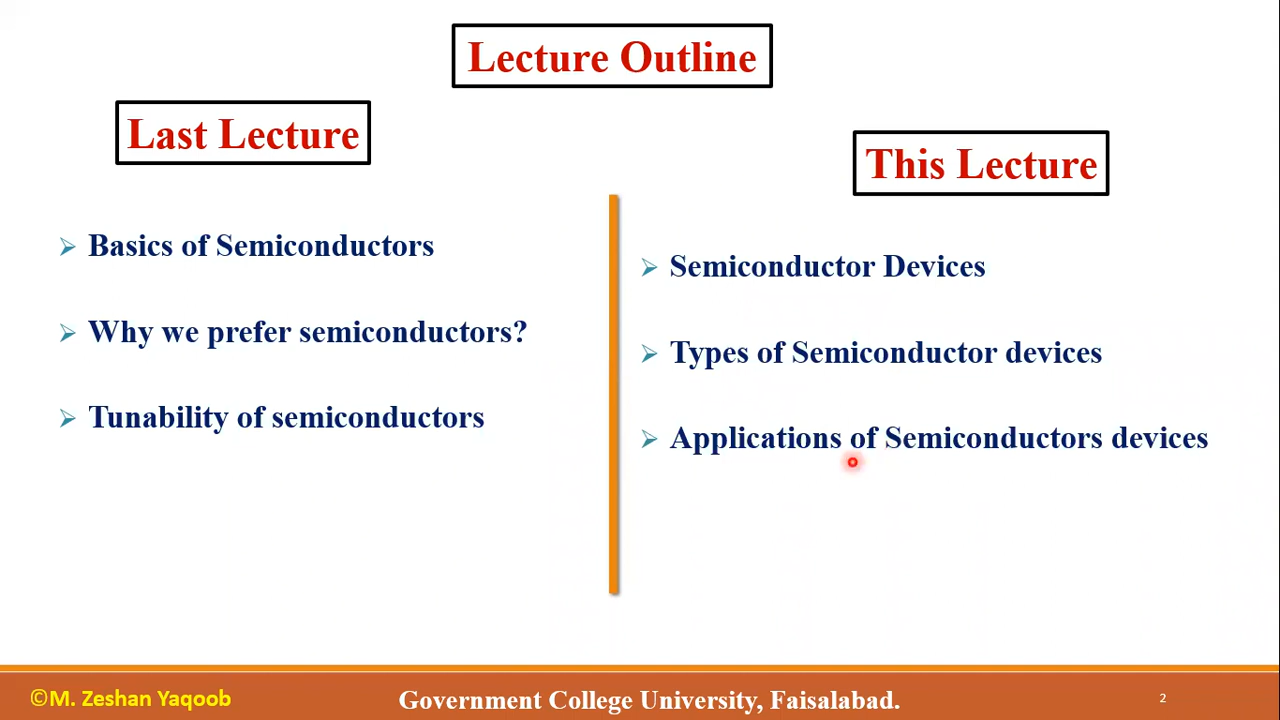 Lecture Outline
Last Lecture
Basics of Semiconductors
Why we prefer semiconductors?
Tunability of semiconductors
This Lecture
Semiconductor Devices
Types of Semiconductor devices
Applications of Semiconductors devices
©M. Zeshan Yaqoob
Government College University, Faisalabad.
2